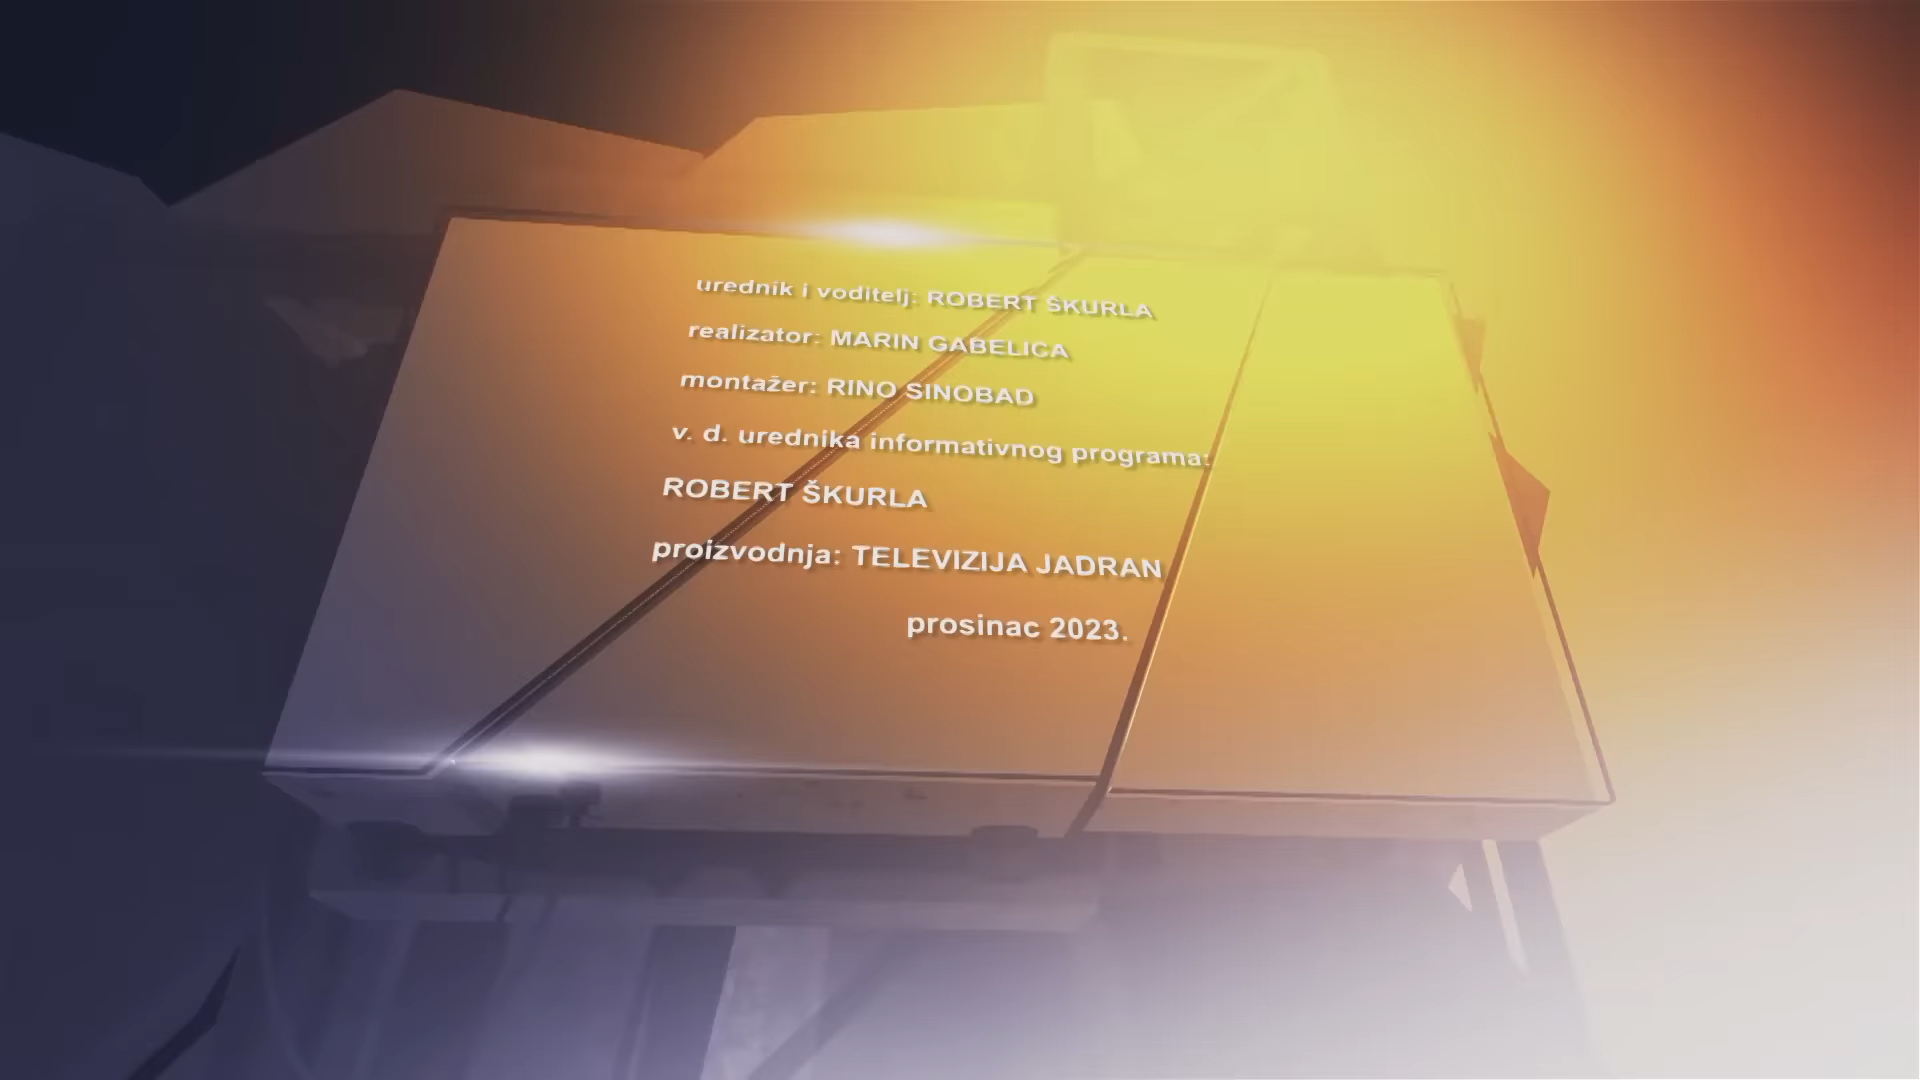 urednik i voditelj: ROBERT ŠKURLA
realizator: MARIN GABELICA
montažer: RINO SINOBAD
v. d. urednika informativnog programa:
ROBERT ŠKURLA
proizvodnja: TELEVIZIJA JADRAN
prosinac 2023.